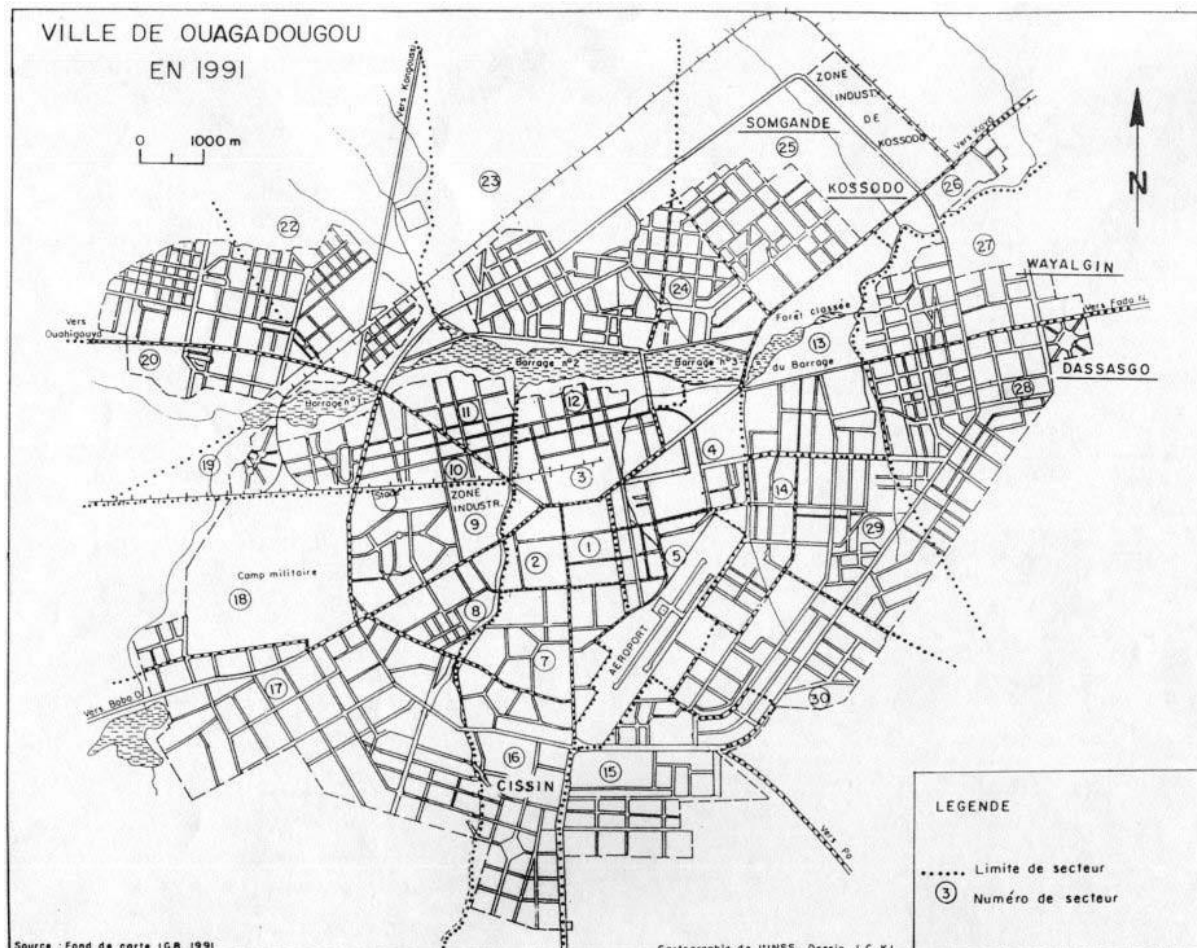 VILLE DE OUAGADOUGOU
EN 1991
0 1000 m
Vers Kongoussi
ZONE
INDUST.
DE
KOSSODO
SOMGANDE
25
KOSSODO
Vers Kaya
26
N
23
22
27
WAYALGIN
24
Vers
Ouahigouya
Forêt classée
13
du Barrage
Vers Fada N.
20
Barrage n°2
Barrage n°3
DASSASGO
Barrage n°1
11
12
28
19
10
3
4
Stade
ZONE
INDUSTR.
9
14
29
2
1
5
Camp militaire
18
8
7
AEROPORT
17
Vers Bobo D.
30
16
15
CISSIN
Vers Pô
LEGENDE
Limite de secteur
3 Numéro de secteur
Source : Fond de carte I.G.B. 1991